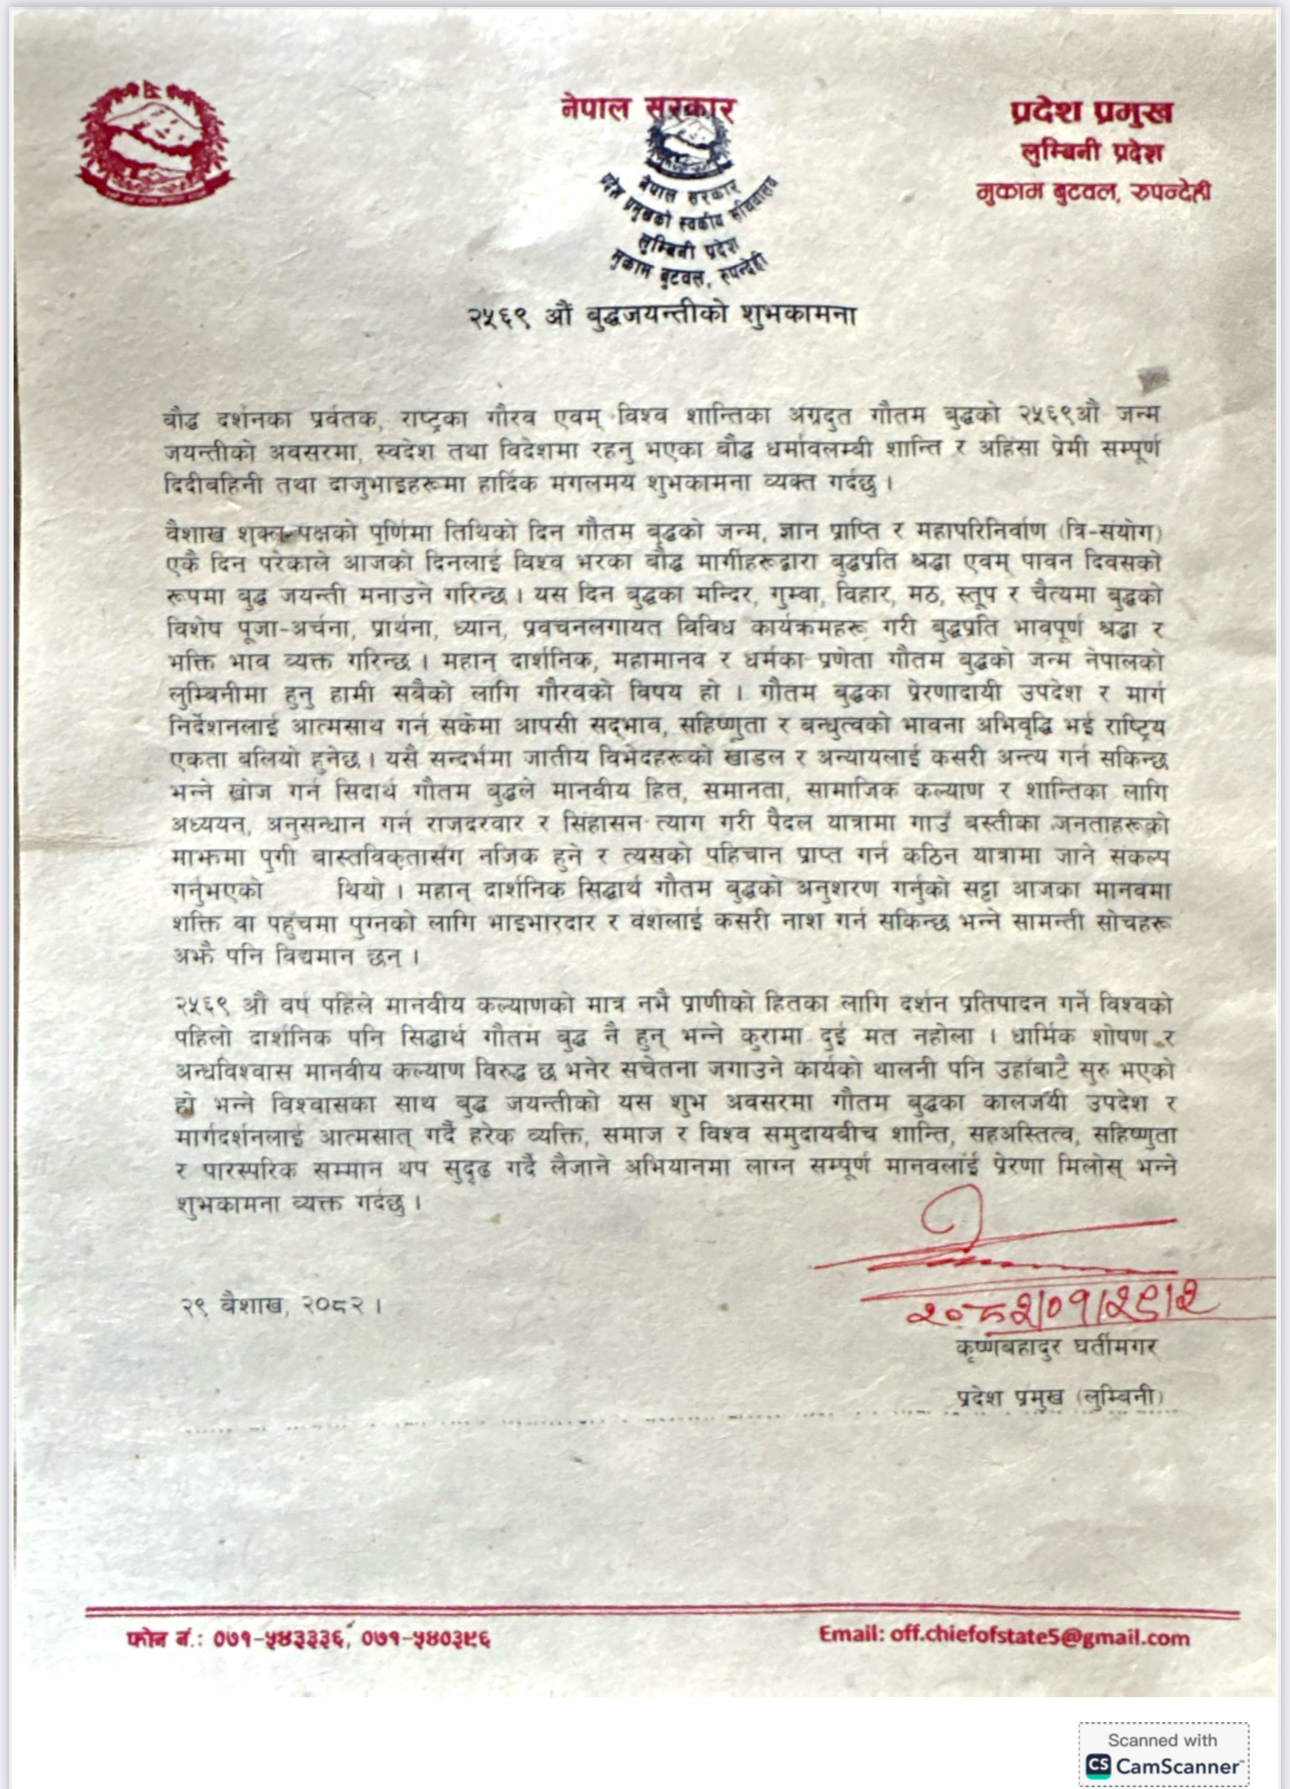 नेपाल सरकार
प्रदेश प्रमुख
लुम्बिनी प्रदेश
मुकाम बुटवल, रुपन्देही
नेपाल सरकार
प्रदेश प्रमुखको स्वकीय सचिवालय
लुम्बिनी प्रदेश
मुकाम बुटवल, रुपन्देही
२५६९ औं बुद्धजयन्तीको शुभकामना
बौद्ध दर्शनका प्रर्वतक, राष्ट्रका गौरव एवम् विश्व शान्तिका अग्रदुत गौतम बुद्धको २५६९औं जन्म
जयन्तीको अवसरमा, स्वदेश तथा विदेशमा रहनु भएका बौद्ध धर्मावलम्बी शान्ति र अहिंसा प्रेमी सम्पूर्ण
दिदीबहिनी तथा दाजुभाइहरूमा हार्दिक मंगलमय शुभकामना व्यक्त गर्दछु ।
वैशाख शुक्ल पक्षको पूर्णिमा तिथिको दिन गौतम बुद्धको जन्म, ज्ञान प्राप्ति र महापरिनिर्वाण (त्रि-संयोग)
एकै दिन परेकाले आजको दिनलाई विश्व भरका बौद्ध मार्गीहरूद्वारा बुद्धप्रति श्रद्धा एवम् पावन दिवसको
रूपमा बुद्ध जयन्ती मनाउने गरिन्छ । यस दिन बुद्धका मन्दिर, गुम्वा, विहार, मठ, स्तूप र चैत्यमा बुद्धको
विशेष पूजा-अर्चना, प्रार्थना, ध्यान, प्रवचनलगायत विविध कार्यक्रमहरू गरी बुद्धप्रति भावपूर्ण श्रद्धा र
भक्ति भाव व्यक्त गरिन्छ । महान् दार्शनिक, महामानव र धर्मका प्रणेता गौतम बुद्धको जन्म नेपालको
लुम्बिनीमा हुनु हामी सबैको लागि गौरवको विषय हो । गौतम बुद्धका प्रेरणादायी उपदेश र मार्ग
निर्देशनलाई आत्मसाथ गर्न सकेमा आपसी सद्भाव, सहिष्णुता र बन्धुत्वको भावना अभिवृद्धि भई राष्ट्रिय
एकता बलियो हुनेछ । यसै सन्दर्भमा जातीय विभेदहरूको खाडल र अन्यायलाई कसरी अन्त्य गर्न सकिन्छ
भन्ने खोज गर्न सिदार्थ गौतम बुद्धले मानवीय हित, समानता, सामाजिक कल्याण र शान्तिका लागि
अध्ययन, अनुसन्धान गर्न राजदरवार र सिंहासन त्याग गरी पैदल यात्रामा गाउँ बस्तीका जनताहरूको
माझमा पुगी बास्तविकतासँग नजिक हुने र त्यसको पहिचान प्राप्त गर्न कठिन यात्रामा जाने संकल्प
गर्नुभएको थियो । महान् दार्शनिक सिद्धार्थ गौतम बुद्धको अनुशरण गर्नुको सट्टा आजका मानवमा
शक्ति वा पहुँचमा पुग्नको लागि भाइभारदार र वंशलाई कसरी नाश गर्न सकिन्छ भन्ने सामन्ती सोचहरू
अझै पनि विद्यमान छन् ।
२५६९ औं वर्ष पहिले मानवीय कल्याणको मात्र नभै प्राणीको हितका लागि दर्शन प्रतिपादन गर्ने विश्वको
पहिलो दार्शनिक पनि सिद्धार्थ गौतम बुद्ध नै हुन् भन्ने कुरामा दुई मत नहोला । धार्मिक शोषण र
अन्धविश्वास मानवीय कल्याण विरुद्ध छ भनेर सचेतना जगाउने कार्यको थालनी पनि उहाँबाटै सुरु भएको
हो भन्ने विश्वासका साथ बुद्ध जयन्तीको यस शुभ अवसरमा गौतम बुद्धका कालजयी उपदेश र
मार्गदर्शनलाई आत्मसात् गर्दै हरेक व्यक्ति, समाज र विश्व समुदायबीच शान्ति, सहअस्तित्व, सहिष्णुता
र पारस्परिक सम्मान थप सुदृढ गर्दै लैजाने अभियानमा लाग्न सम्पूर्ण मानवलाई प्रेरणा मिलोस् भन्ने
शुभकामना व्यक्त गर्दछु ।
२९ बैशाख, २०८२ ।
२०८२/०१/२९/२
कृष्णबहादुर घर्तीमगर
प्रदेश प्रमुख (लुम्बिनी)
फोन नं.: ०७१-५४३३३६, ०७१-५४०३५६
Email: off.chiefofstate5@gmail.com
Scanned with
CS CamScanner